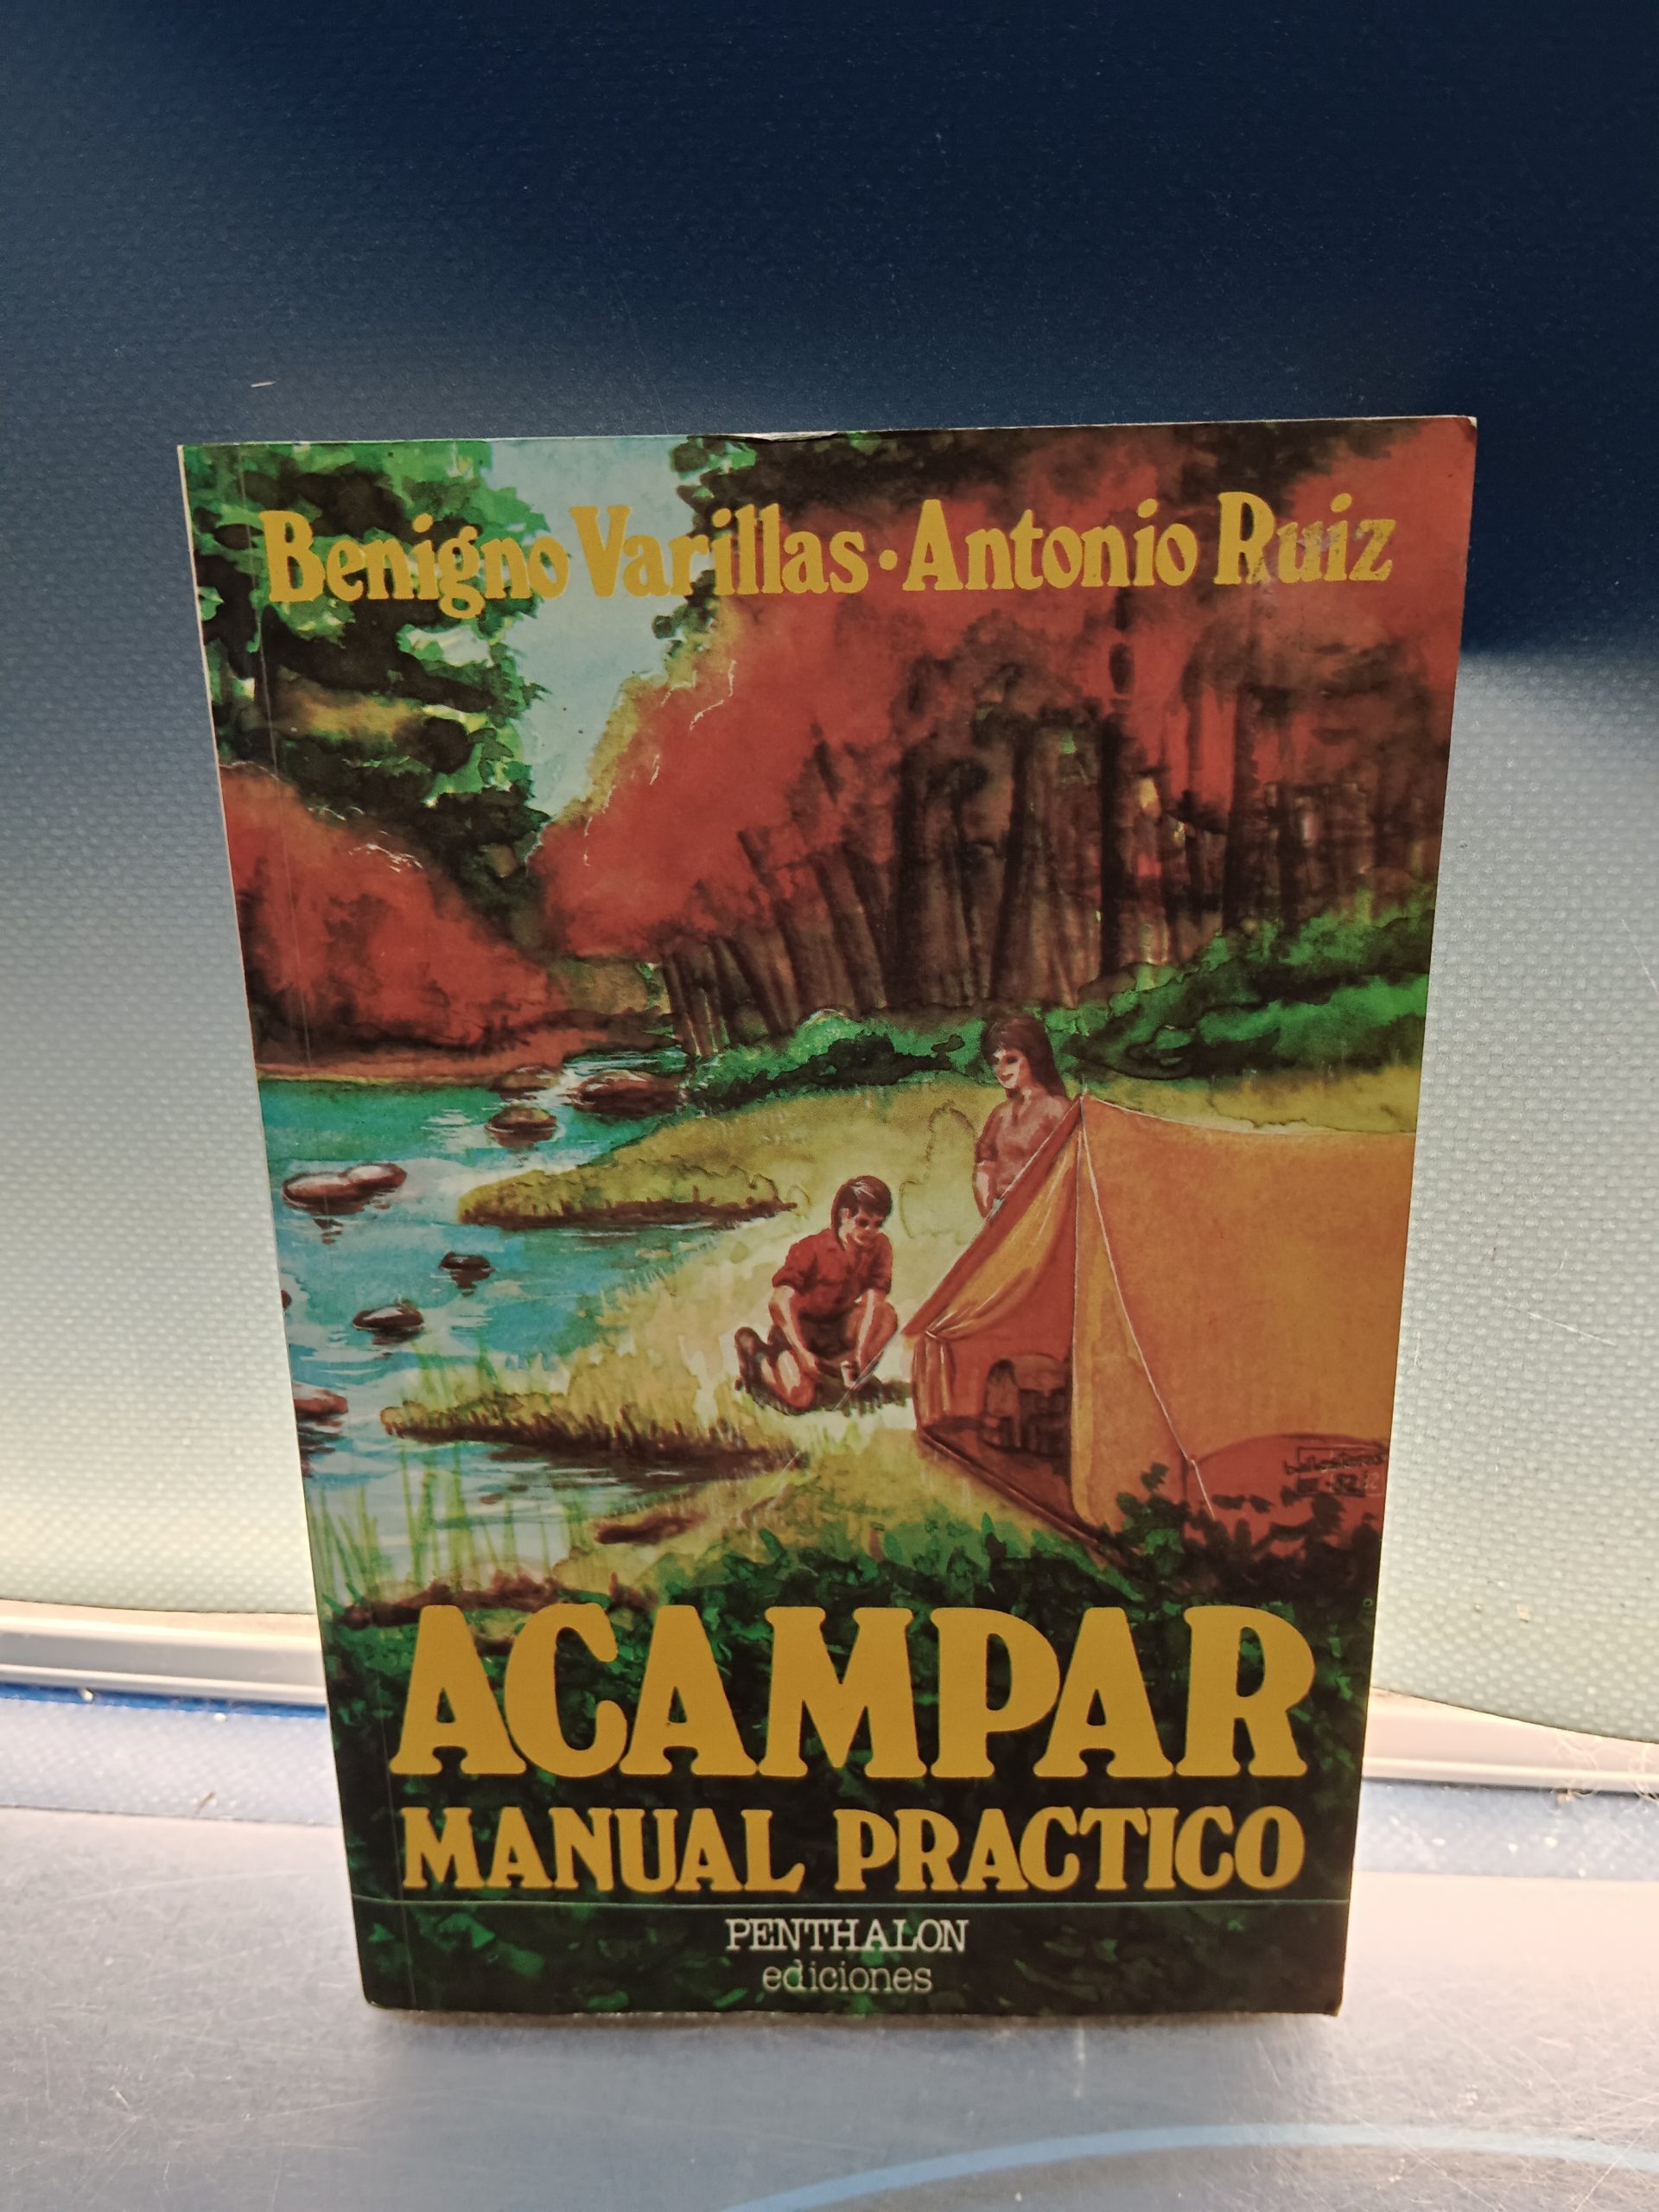 Benigno Varillas · Antonio Ruiz
ACAMPAR
MANUAL PRACTICO
PENTHALON
ediciones